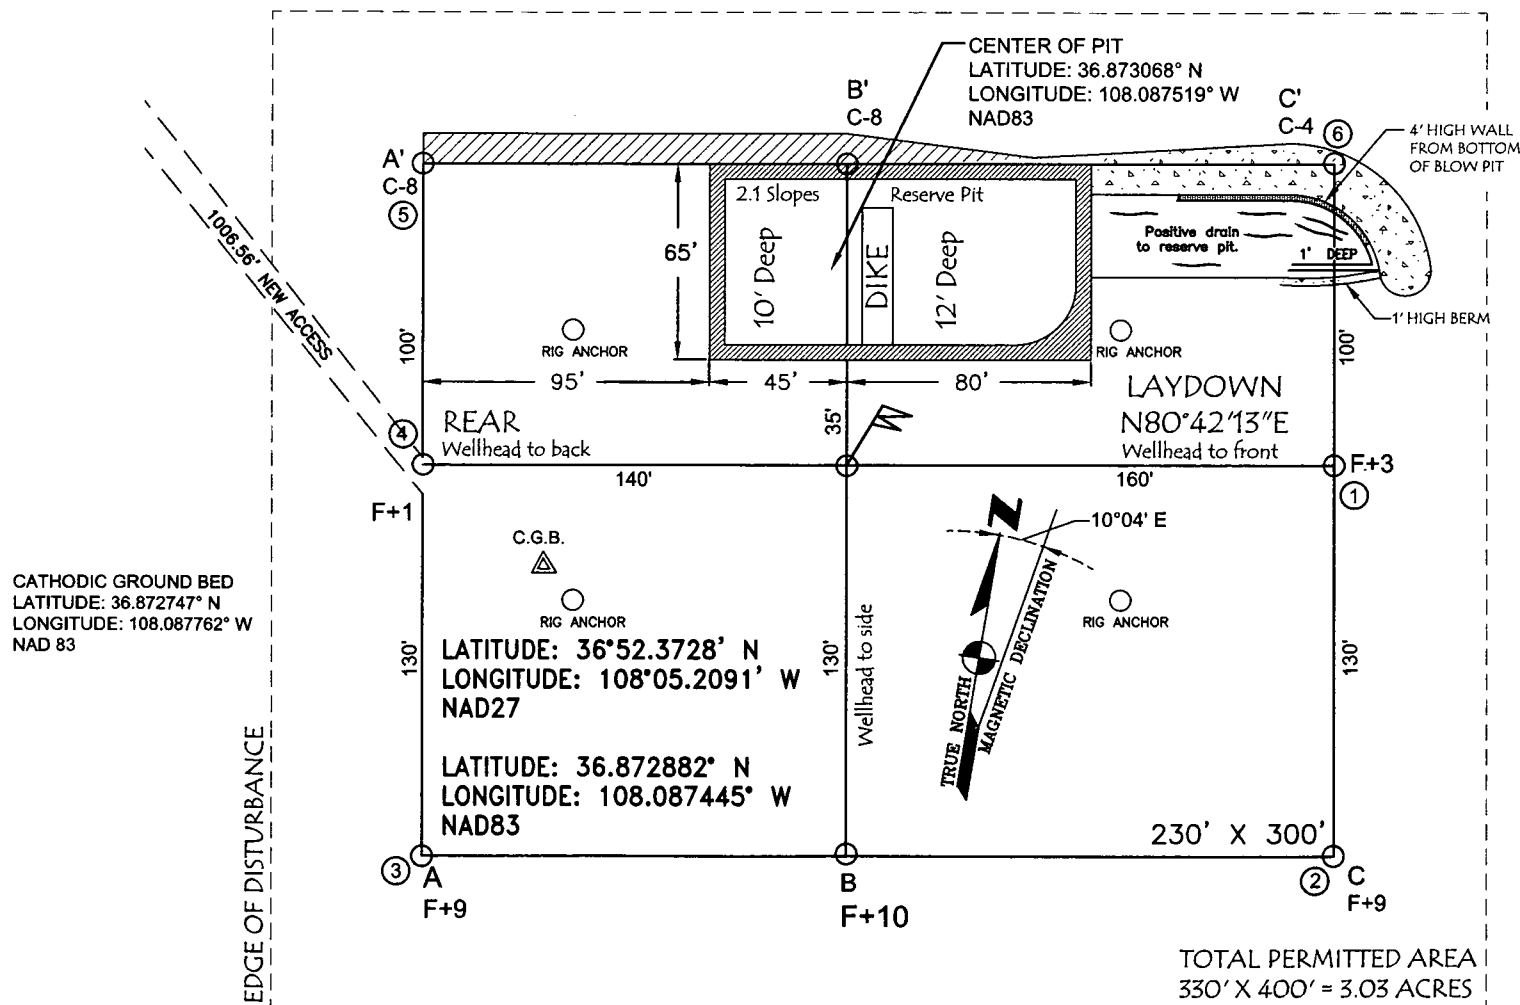 CENTER OF PIT
LATITUDE: 36.873068° N
LONGITUDE: 108.087519° W
NAD83
B'
C-8
C'
C-4
6
4' HIGH WALL
FROM BOTTOM
OF BLOW PIT
A'
C-8
5
2.1 Slopes
Reserve Pit
65'
10' Deep
DIKE
12' Deep
Positive drain
to reserve pit.
1' DEEP
1' HIGH BERM
1006.56' NEW ACCESS
100'
RIG ANCHOR
RIG ANCHOR
100'
95'
45'
80'
35'
LAYDOWN
N80°42'13"E
Wellhead to front
4
REAR
Wellhead to back
W
140'
160'
F+3
1
F+1
N
10°04' E
C.G.B.
CATHODIC GROUND BED
LATITUDE: 36.872747° N
LONGITUDE: 108.087762° W
NAD 83
RIG ANCHOR
RIG ANCHOR
130'
LATITUDE: 36°52.3728' N
LONGITUDE: 108°05.2091' W
NAD27
130'
Wellhead to side
TRUE NORTH
MAGNETIC DECLINATION
130'
LATITUDE: 36.872882° N
LONGITUDE: 108.087445° W
NAD83
230' X 300'
3
A
F+9
B
F+10
2
C
F+9
EDGE OF DISTURBANCE
TOTAL PERMITTED AREA
330' X 400' = 3.03 ACRES